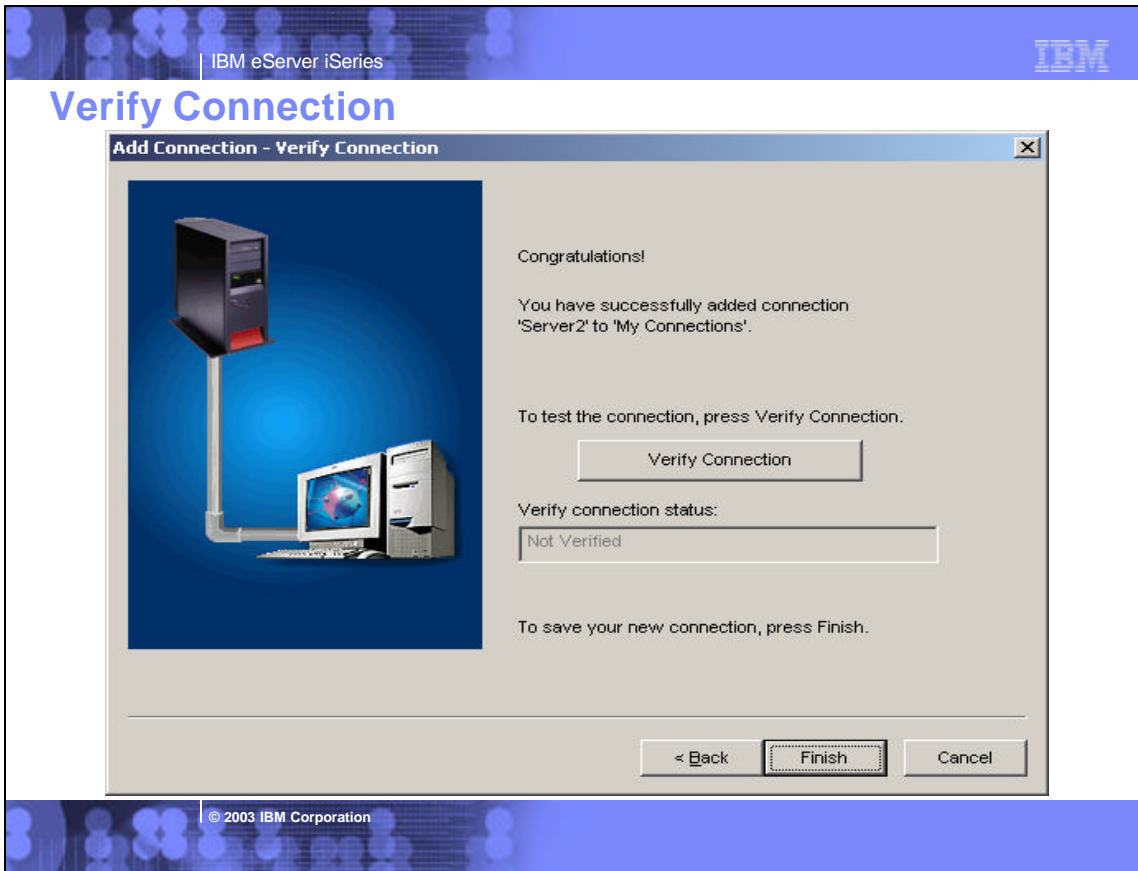 IBM eServer iSeries
IBM
Verify Connection
Add Connection - Verify Connection
Congratulations!
You have successfully added connection
'Server2' to 'My Connections'.
To test the connection, press Verify Connection.
Verify Connection
Verify connection status:
Not Verified
To save your new connection, press Finish.
< Back
Finish
Cancel
© 2003 IBM Corporation